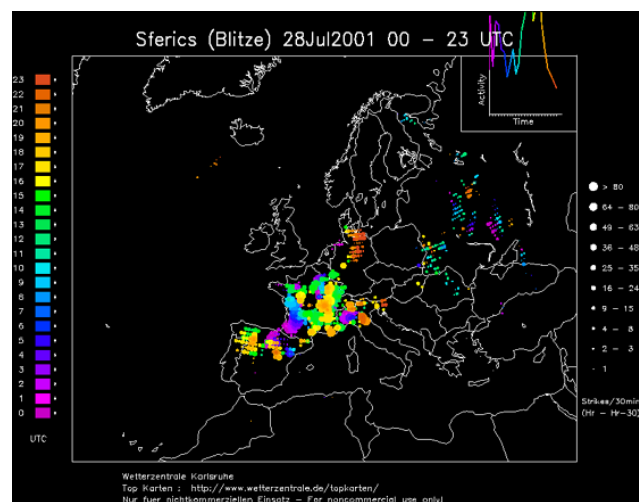 Sferics (Blitze) 28Jul2001 00 - 23 UTC
Activity
Time
23
22
21
20
19
18
17
16
15
14
13
12
11
10
9
8
7
6
5
4
3
2
1
0
UTC
> 80
64 - 80
49 - 63
36 - 48
25 - 35
16 - 24
9 - 15
4 - 8
2 - 3
1
Strikes/30min
(Hr - Hr-30)
Wetterzentrale Karlsruhe
Top Karten : http://www.wetterzentrale.de/topkarten/
Nur fuer nichtkommerziellen Einsatz - For noncommercial use only!